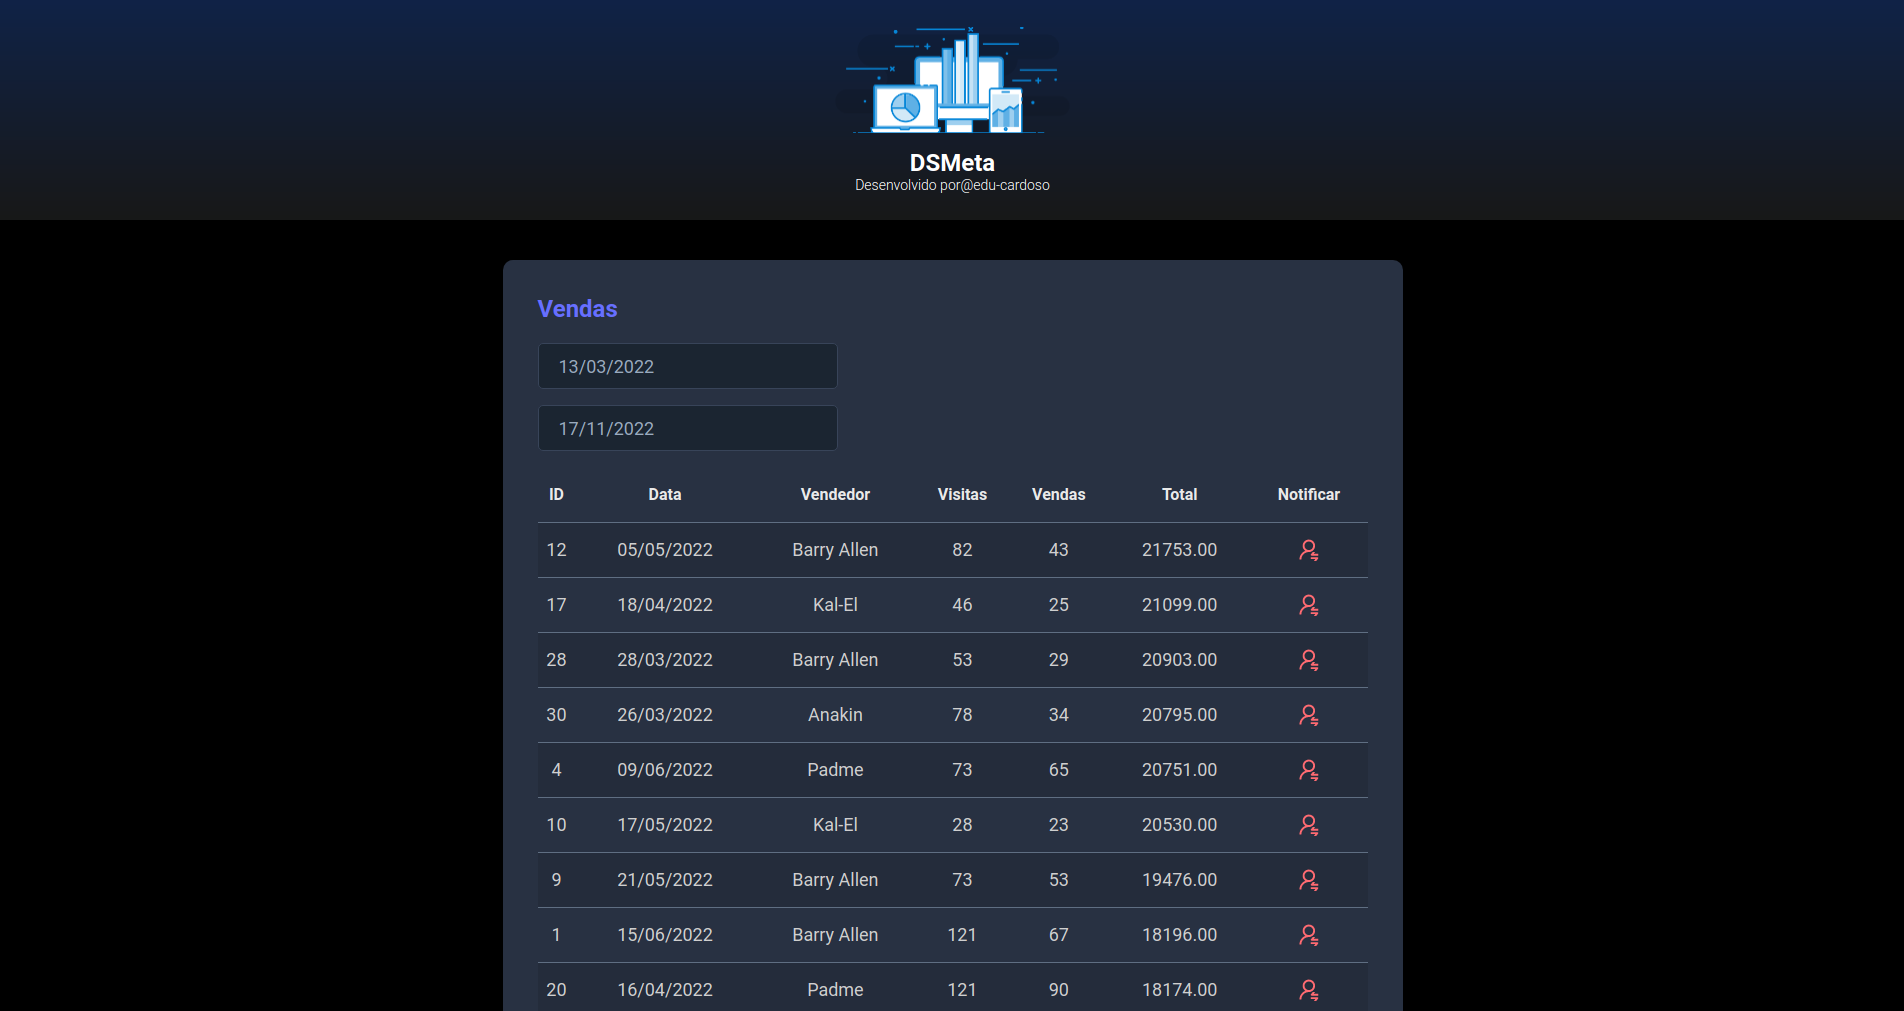 DSMeta
Desenvolvido por@edu-cardoso
Vendas
13/03/2022
17/11/2022
ID Data Vendedor Visitas Vendas Total Notificar
12 05/05/2022 Barry Allen 82 43 21753.00
17 18/04/2022 Kal-El 46 25 21099.00
28 28/03/2022 Barry Allen 53 29 20903.00
30 26/03/2022 Anakin 78 34 20795.00
4 09/06/2022 Padme 73 65 20751.00
10 17/05/2022 Kal-El 28 23 20530.00
9 21/05/2022 Barry Allen 73 53 19476.00
1 15/06/2022 Barry Allen 121 67 18196.00
20 16/04/2022 Padme 121 90 18174.00